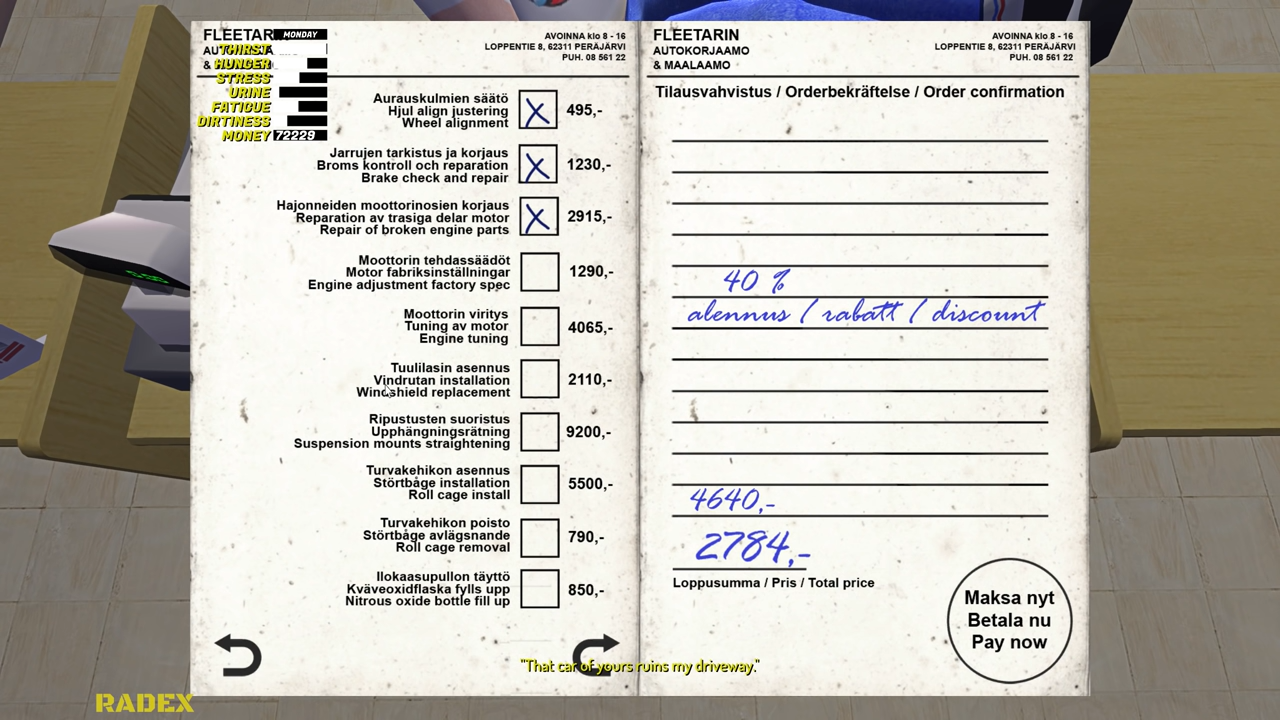 MONDAY
THIRST
HUNGER
STRESS
URINE
FATIGUE
DIRTINESS
MONEY 72229
FLEETARIN
& MAALAAMO
AVOINNA klo 8 - 16
LOPPENTIE 8, 62311 PERÄJÄRVI
PUH. 08 561 22
Aurauskulmien säätö
Hjul align justering
Wheel alignment
X 495,-
Jarrujen tarkistus ja korjaus
Broms kontroll och reparation
Brake check and repair
X 1230,-
Hajonneiden moottorinosien korjaus
Reparation av trasiga delar motor
Repair of broken engine parts
X 2915,-
Moottorin tehdassäädöt
Motor fabriksinställningar
Engine adjustment factory spec
1290,-
Moottorin viritys
Tuning av motor
Engine tuning
4065,-
Tuulilasin asennus
Vindrutan installation
Windshield replacement
2110,-
Ripustusten suoristus
Upphängningsrätning
Suspension mounts straightening
9200,-
Turvakehikon asennus
Störtbåge installation
Roll cage install
5500,-
Turvakehikon poisto
Störtbåge avlägsnande
Roll cage removal
790,-
Ilokaasupullon täyttö
Kväveoxidflaska fylls upp
Nitrous oxide bottle fill up
850,-
FLEETARIN
AUTOKORJAAMO
& MAALAAMO
AVOINNA klo 8 - 16
LOPPENTIE 8, 62311 PERÄJÄRVI
PUH. 08 561 22
Tilausvahvistus / Orderbekräftelse / Order confirmation
40 %
alennus / rabatt / discount
4640,-
2784,-
Loppusumma / Pris / Total price
Maksa nyt
Betala nu
Pay now
"That car of yours ruins my driveway."
RADEX